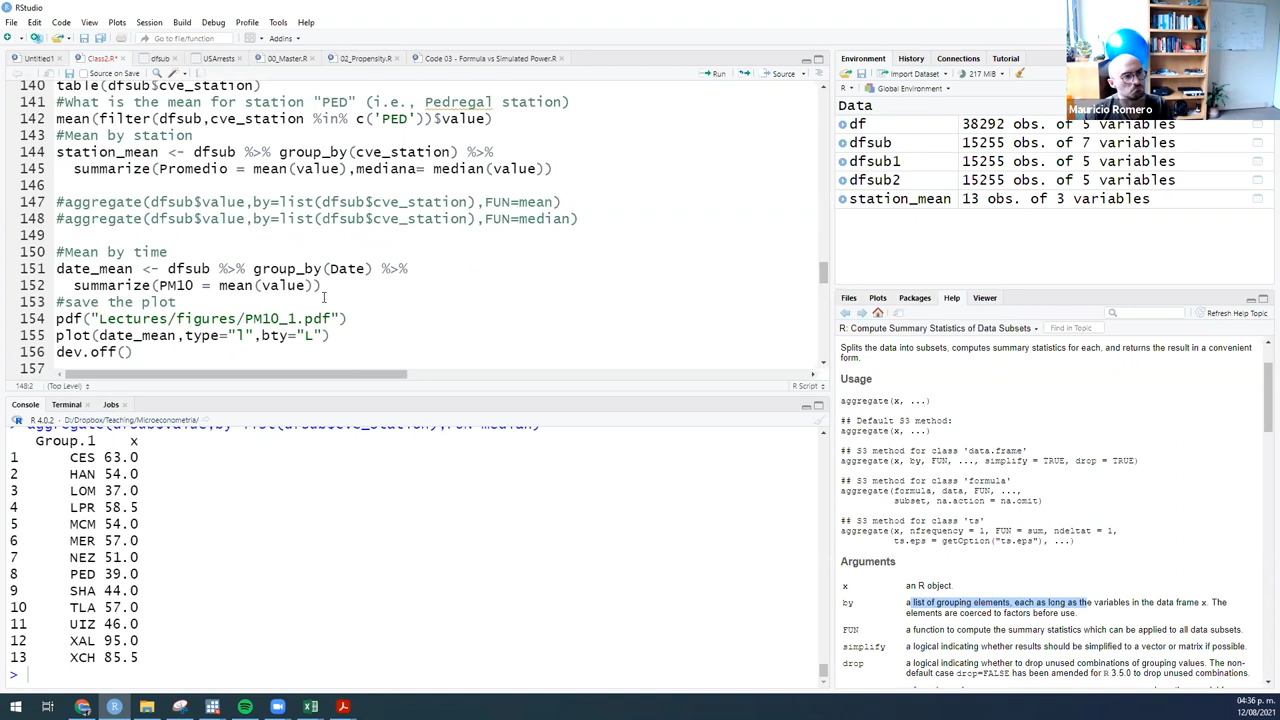 RStudio
File Edit Code View Plots Session Build Debug Profile Tools Help
Go to file/function Addins
Untitled1 Class2.R* dfsub USArrests 00_Master.R 02_Propensity.R Code 03 - Formula vs Simulated Power.R
Source on Save Run Source
140 table(dfsub$cve_station)
141 #What is the mean for station "PED" (i.e., Pedregal station)
142 mean(filter(dfsub,cve_station %in% c('PED'))$value)
143 #Mean by station
144 station_mean <- dfsub %>% group_by(cve_station) %>%
145 summarize(Promedio = mean(value),mediana= median(value))
146
147 #aggregate(dfsub$value,by=list(dfsub$cve_station),FUN=mean)
148 #aggregate(dfsub$value,by=list(dfsub$cve_station),FUN=median)
149
150 #Mean by time
151 date_mean <- dfsub %>% group_by(Date) %>%
152 summarize(PM10 = mean(value))
153 #save the plot
154 pdf("Lectures/figures/PM10_1.pdf")
155 plot(date_mean,type="l",bty="L")
156 dev.off()
157
148:2 (Top Level) R Script
Console Terminal Jobs
R 4.0.2 · D:/Dropbox/Teaching/Microeconometria/
> aggregate(dfsub$value,by=list(dfsub$cve_station),FUN=median)
Group.1 x
1 CES 63.0
2 HAN 54.0
3 LOM 37.0
4 LPR 58.5
5 MCM 54.0
6 MER 57.0
7 NEZ 51.0
8 PED 39.0
9 SHA 44.0
10 TLA 57.0
11 UIZ 46.0
12 XAL 95.0
13 XCH 85.5
>
Environment History Connections Tutorial
Import Dataset 217 MiB
R Global Environment
Data
df 38292 obs. of 5 variables
dfsub 15255 obs. of 7 variables
dfsub1 15255 obs. of 5 variables
dfsub2 15255 obs. of 5 variables
station_mean 13 obs. of 3 variables
Mauricio Romero
Files Plots Packages Help Viewer
Refresh Help Topic
R: Compute Summary Statistics of Data Subsets Find in Topic
Splits the data into subsets, computes summary statistics for each, and returns the result in a convenient
form.
Usage
aggregate(x, ...)
## Default S3 method:
aggregate(x, ...)
## S3 method for class 'data.frame'
aggregate(x, by, FUN, ..., simplify = TRUE, drop = TRUE)
## S3 method for class 'formula'
aggregate(formula, data, FUN, ...,
subset, na.action = na.omit)
## S3 method for class 'ts'
aggregate(x, nfrequency = 1, FUN = sum, ndeltat = 1,
ts.eps = getOption("ts.eps"), ...)
Arguments
x an R object.
by a list of grouping elements, each as long as the variables in the data frame x. The
elements are coerced to factors before use.
FUN a function to compute the summary statistics which can be applied to all data subsets.
simplify a logical indicating whether results should be simplified to a vector or matrix if possible.
drop a logical indicating whether to drop unused combinations of grouping values. The non-
default case drop=FALSE has been amended for R 3.5.0 to drop unused combinations.
04:36 p. m.
12/08/2021